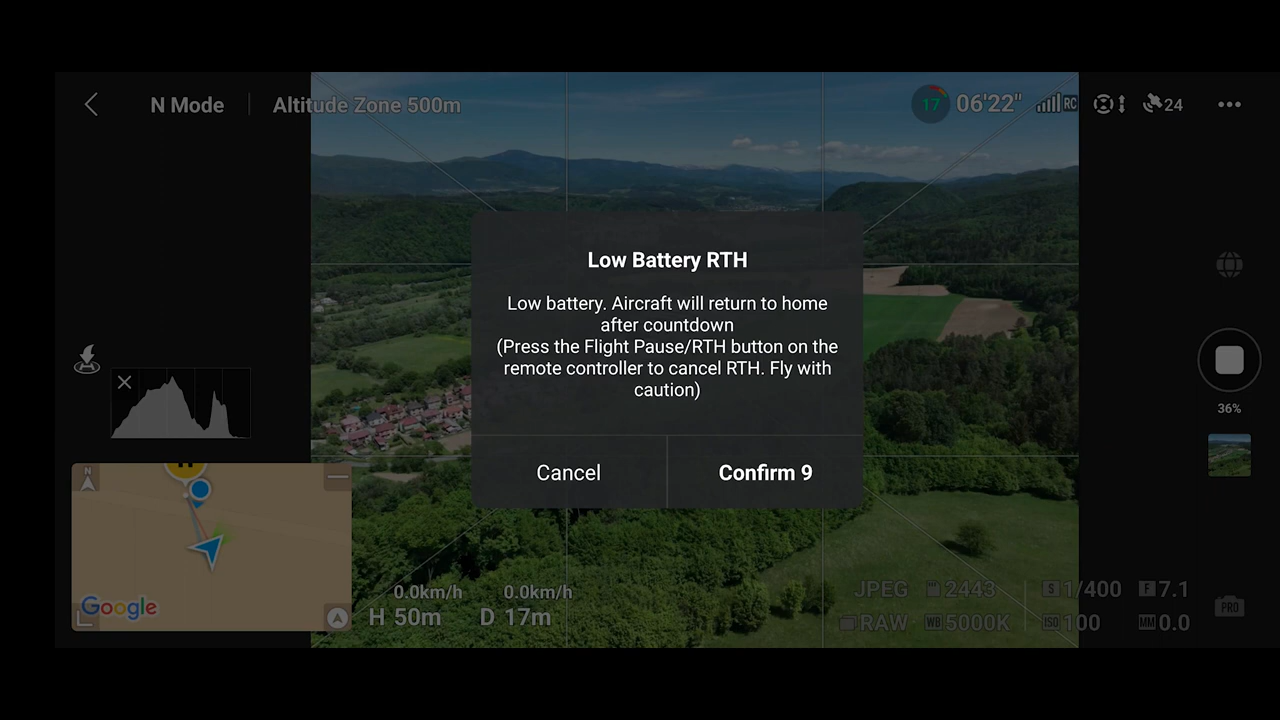 N Mode
Altitude Zone 500m
17
06'22"
RC
24
Low Battery RTH
Low battery. Aircraft will return to home
after countdown
(Press the Flight Pause/RTH button on the
remote controller to cancel RTH. Fly with
caution)
Cancel
Confirm 9
36%
N
H
Google
A
0.0km/h
0.0km/h
H 50m
D 17m
JPEG
2443
S 1/400
F 7.1
RAW
WB 5000K
ISO 100
MM 0.0
PRO